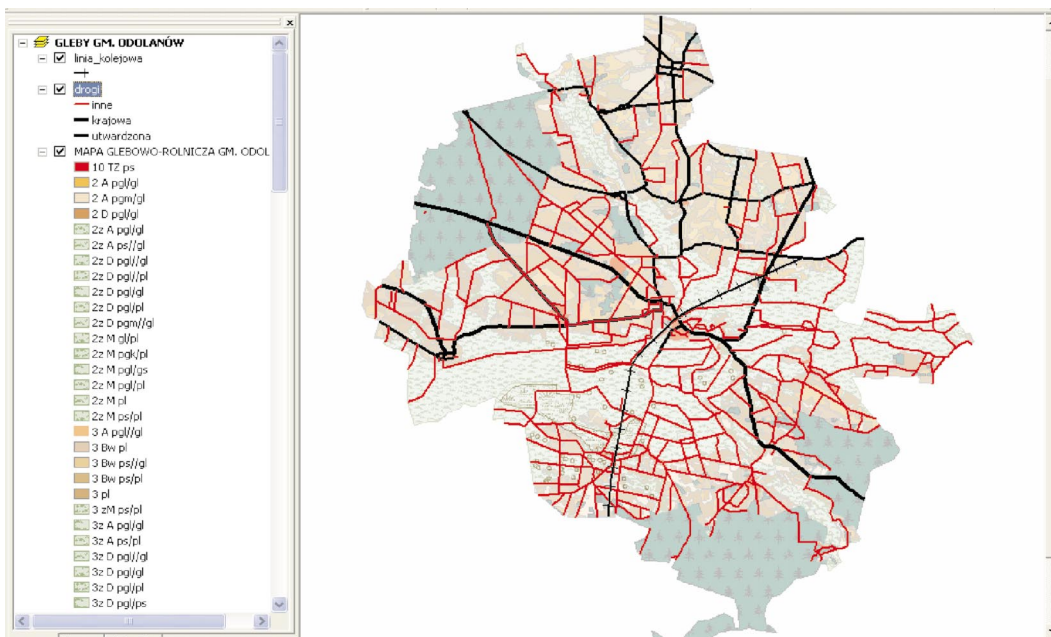 GLEBY GM. ODOLANÓW
linia_kolejowa
drogi
inne
krajowa
utwardzona
MAPA GLEBOWO-ROLNICZA GM. ODOL
10 TZ ps
2 A pgl/gl
2 A pgm/gl
2 D pgl/gl
2z A pgl/gl
2z A ps//gl
2z D pgl//gl
2z D pgl//pl
2z D pgl/gl
2z D pgl/pl
2z D pgm//gl
2z M gl/pl
2z M pgk/pl
2z M pgl/gs
2z M pgl/pl
2z M pl
2z M ps/pl
3 A pgl//gl
3 Bw pl
3 Bw ps//gl
3 Bw ps/pl
3 pl
3 zM ps/pl
3z A pgl/gl
3z A ps/pl
3z D pgl//gl
3z D pgl/gl
3z D pgl/pl
3z D pgl/ps